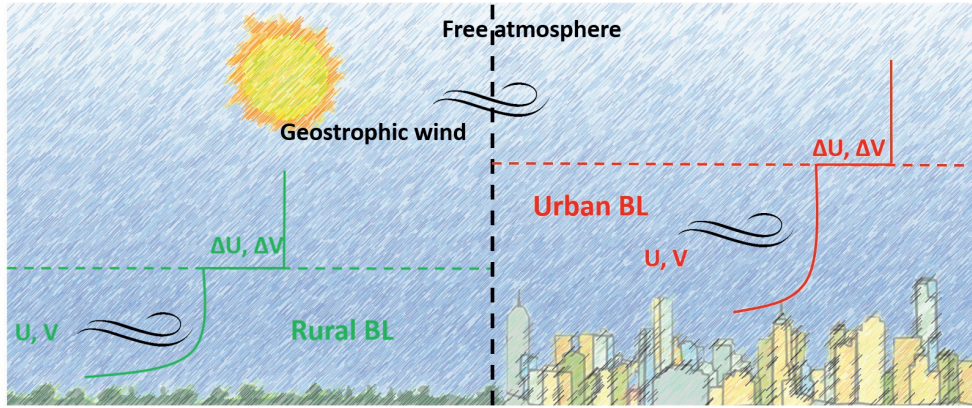 Free atmosphere
Geostrophic wind
ΔU, ΔV
Urban BL
U, V
ΔU, ΔV
U, V
Rural BL